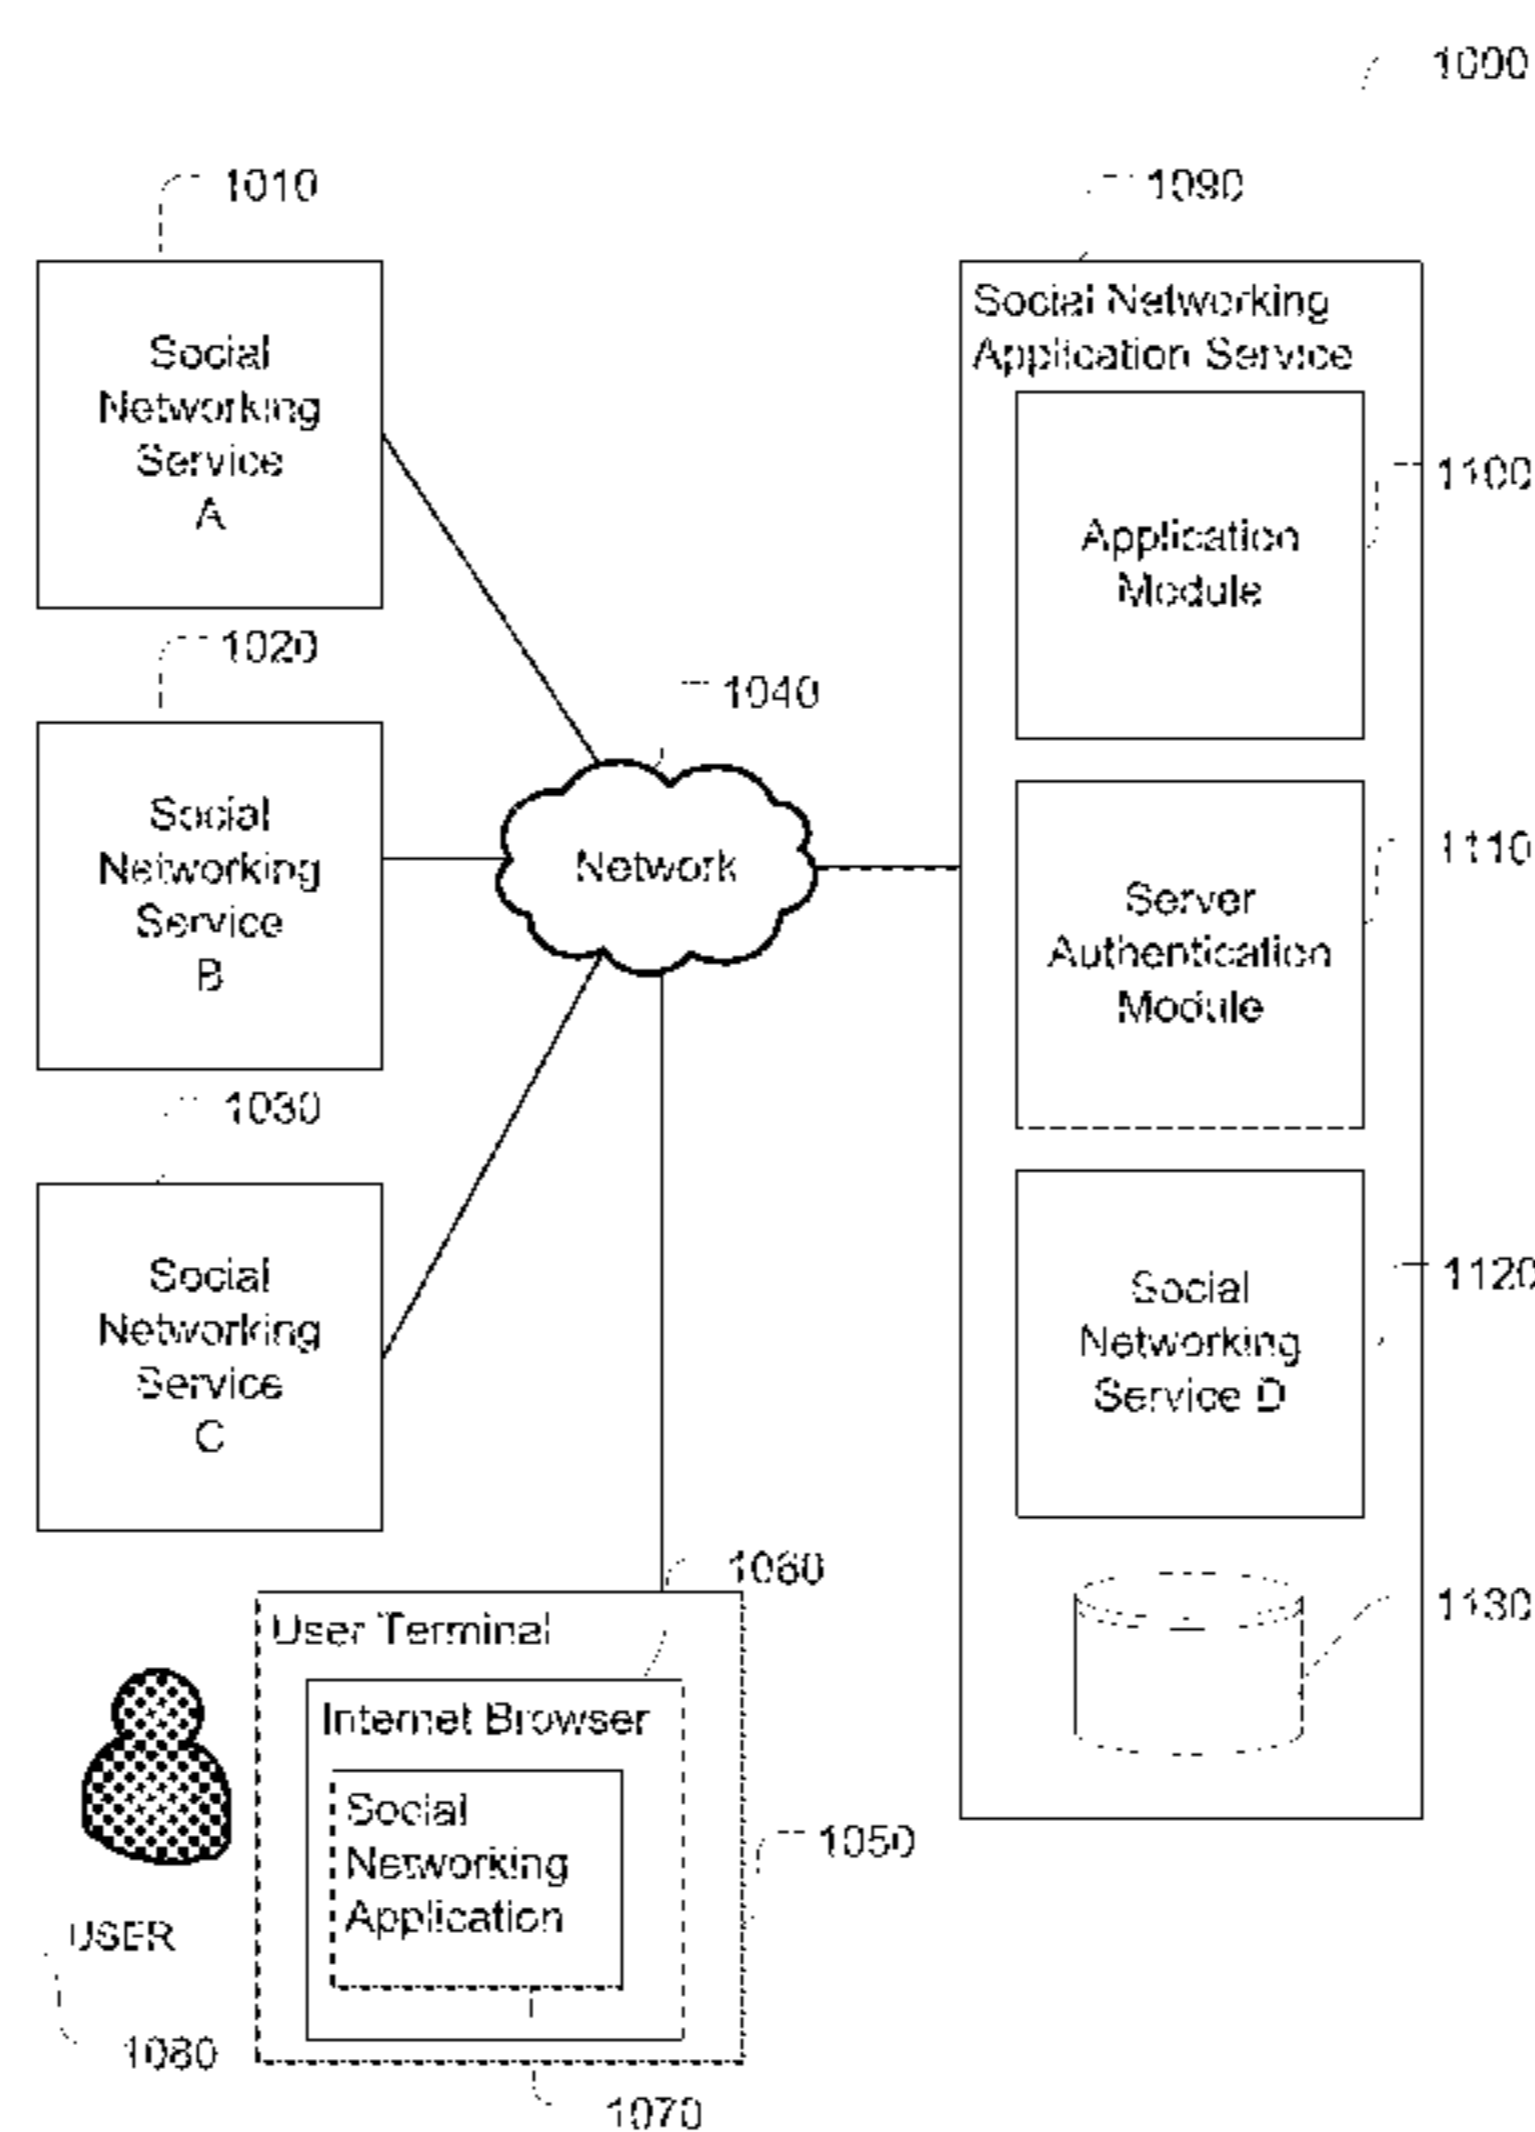 1000
1010
1090
Social
Networking
Service
A
Social Networking
Application Service
1100
Application
Module
1020
1040
Social
Networking
Service
B
Network
1110
Server
Authentication
Module
1030
Social
Networking
Service
C
1120
Social
Networking
Service D
1060
1130
User Terminal
Internet Browser
Social
Networking
Application
1050
USER
1080
1070